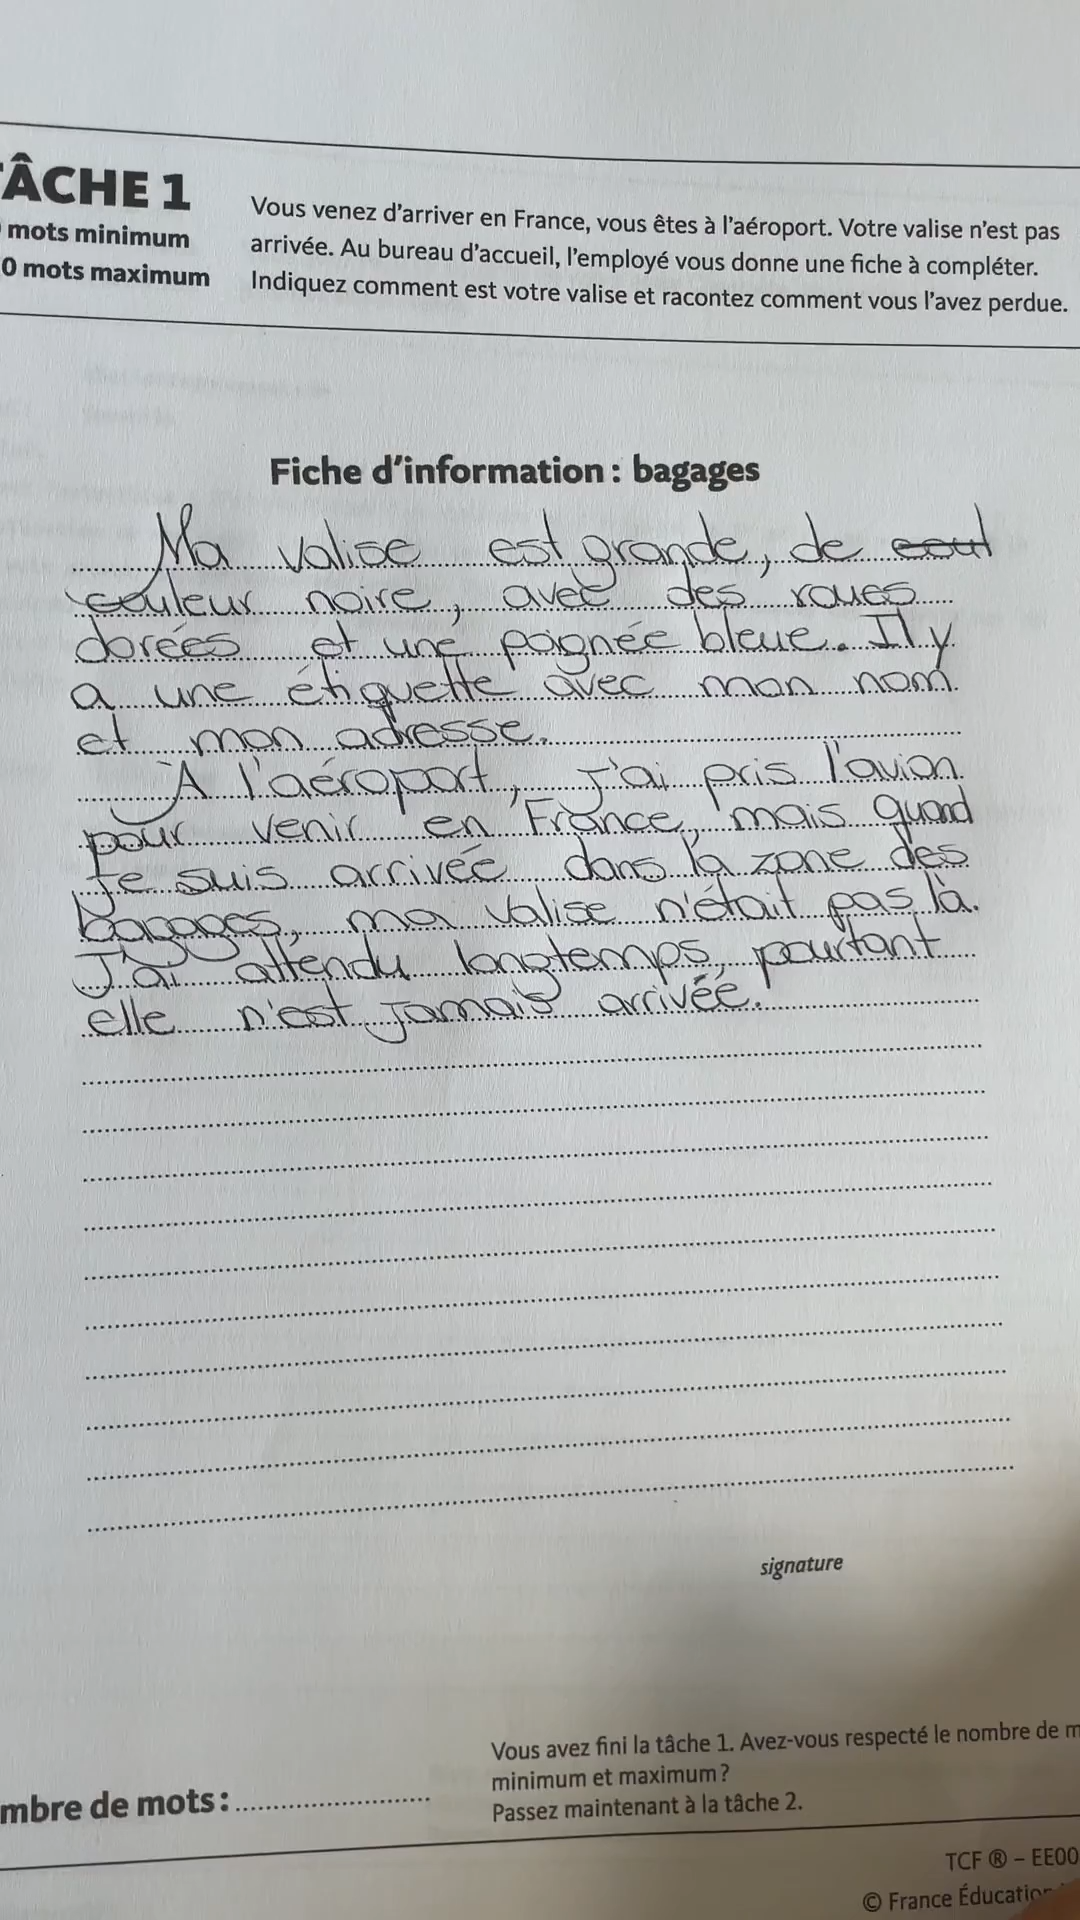 TÂCHE 1
mots minimum
0 mots maximum
Vous venez d'arriver en France, vous êtes à l'aéroport. Votre valise n'est pas
arrivée. Au bureau d'accueil, l'employé vous donne une fiche à compléter.
Indiquez comment est votre valise et racontez comment vous l'avez perdue.
Fiche d'information : bagages
Ma valise est grande, de coul
couleur noire, avec des roues
dorées et une poignée bleue. Il y
a une étiquette avec mon nom
et mon adresse.
À l'aéroport, j'ai pris l'avion
pour venir en France, mais quand
je suis arrivée dans la zone des
bagages, ma valise n'était pas là.
J'ai attendu longtemps, pourtant
elle n'est jamais arrivée.
signature
mbre de mots :
Vous avez fini la tâche 1. Avez-vous respecté le nombre de m
minimum et maximum ?
Passez maintenant à la tâche 2.
TCF ® – EE00
© France Éducation